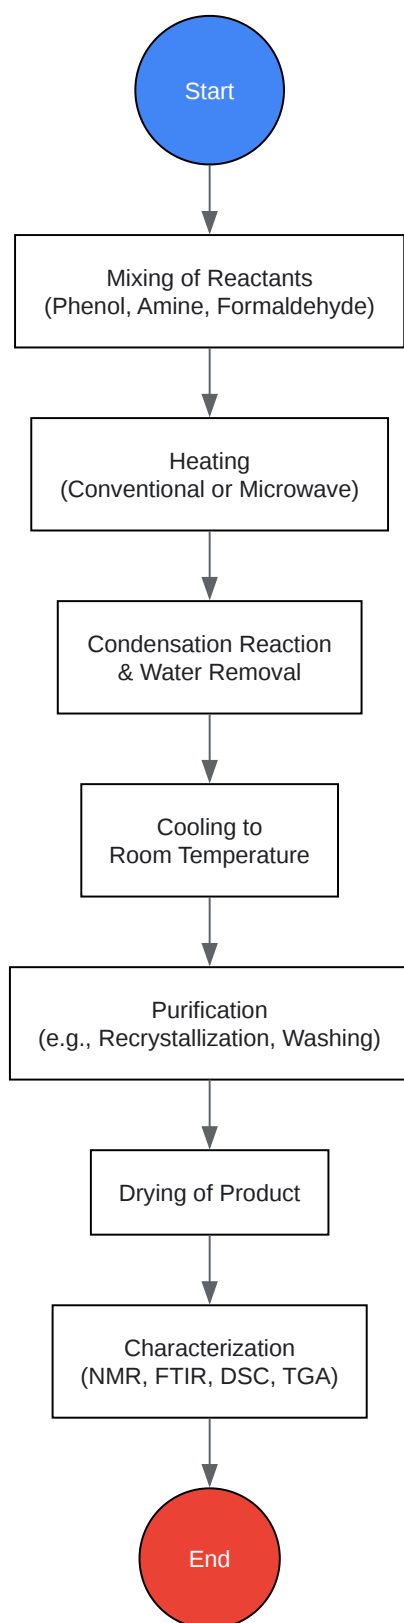 Start
Mixing of Reactants
(Phenol, Amine, Formaldehyde)
Heating
(Conventional or Microwave)
Condensation Reaction
& Water Removal
Cooling to
Room Temperature
Purification
(e.g., Recrystallization, Washing)
Drying of Product
Characterization
(NMR, FTIR, DSC, TGA)
End